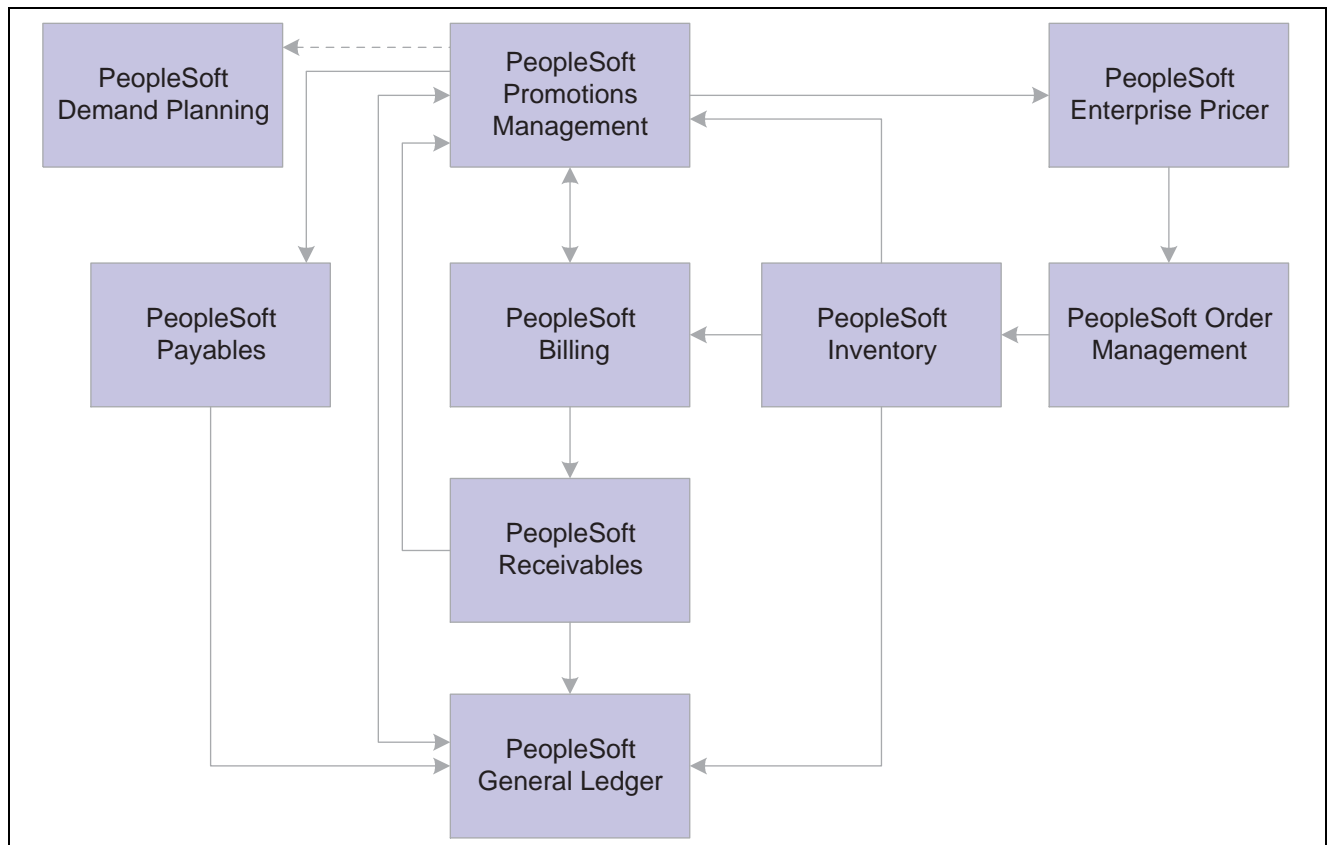 PeopleSoft
Demand Planning
PeopleSoft
Promotions
Management
PeopleSoft
Enterprise Pricer
PeopleSoft
Payables
PeopleSoft
Billing
PeopleSoft
Inventory
PeopleSoft Order
Management
PeopleSoft
Receivables
PeopleSoft
General Ledger